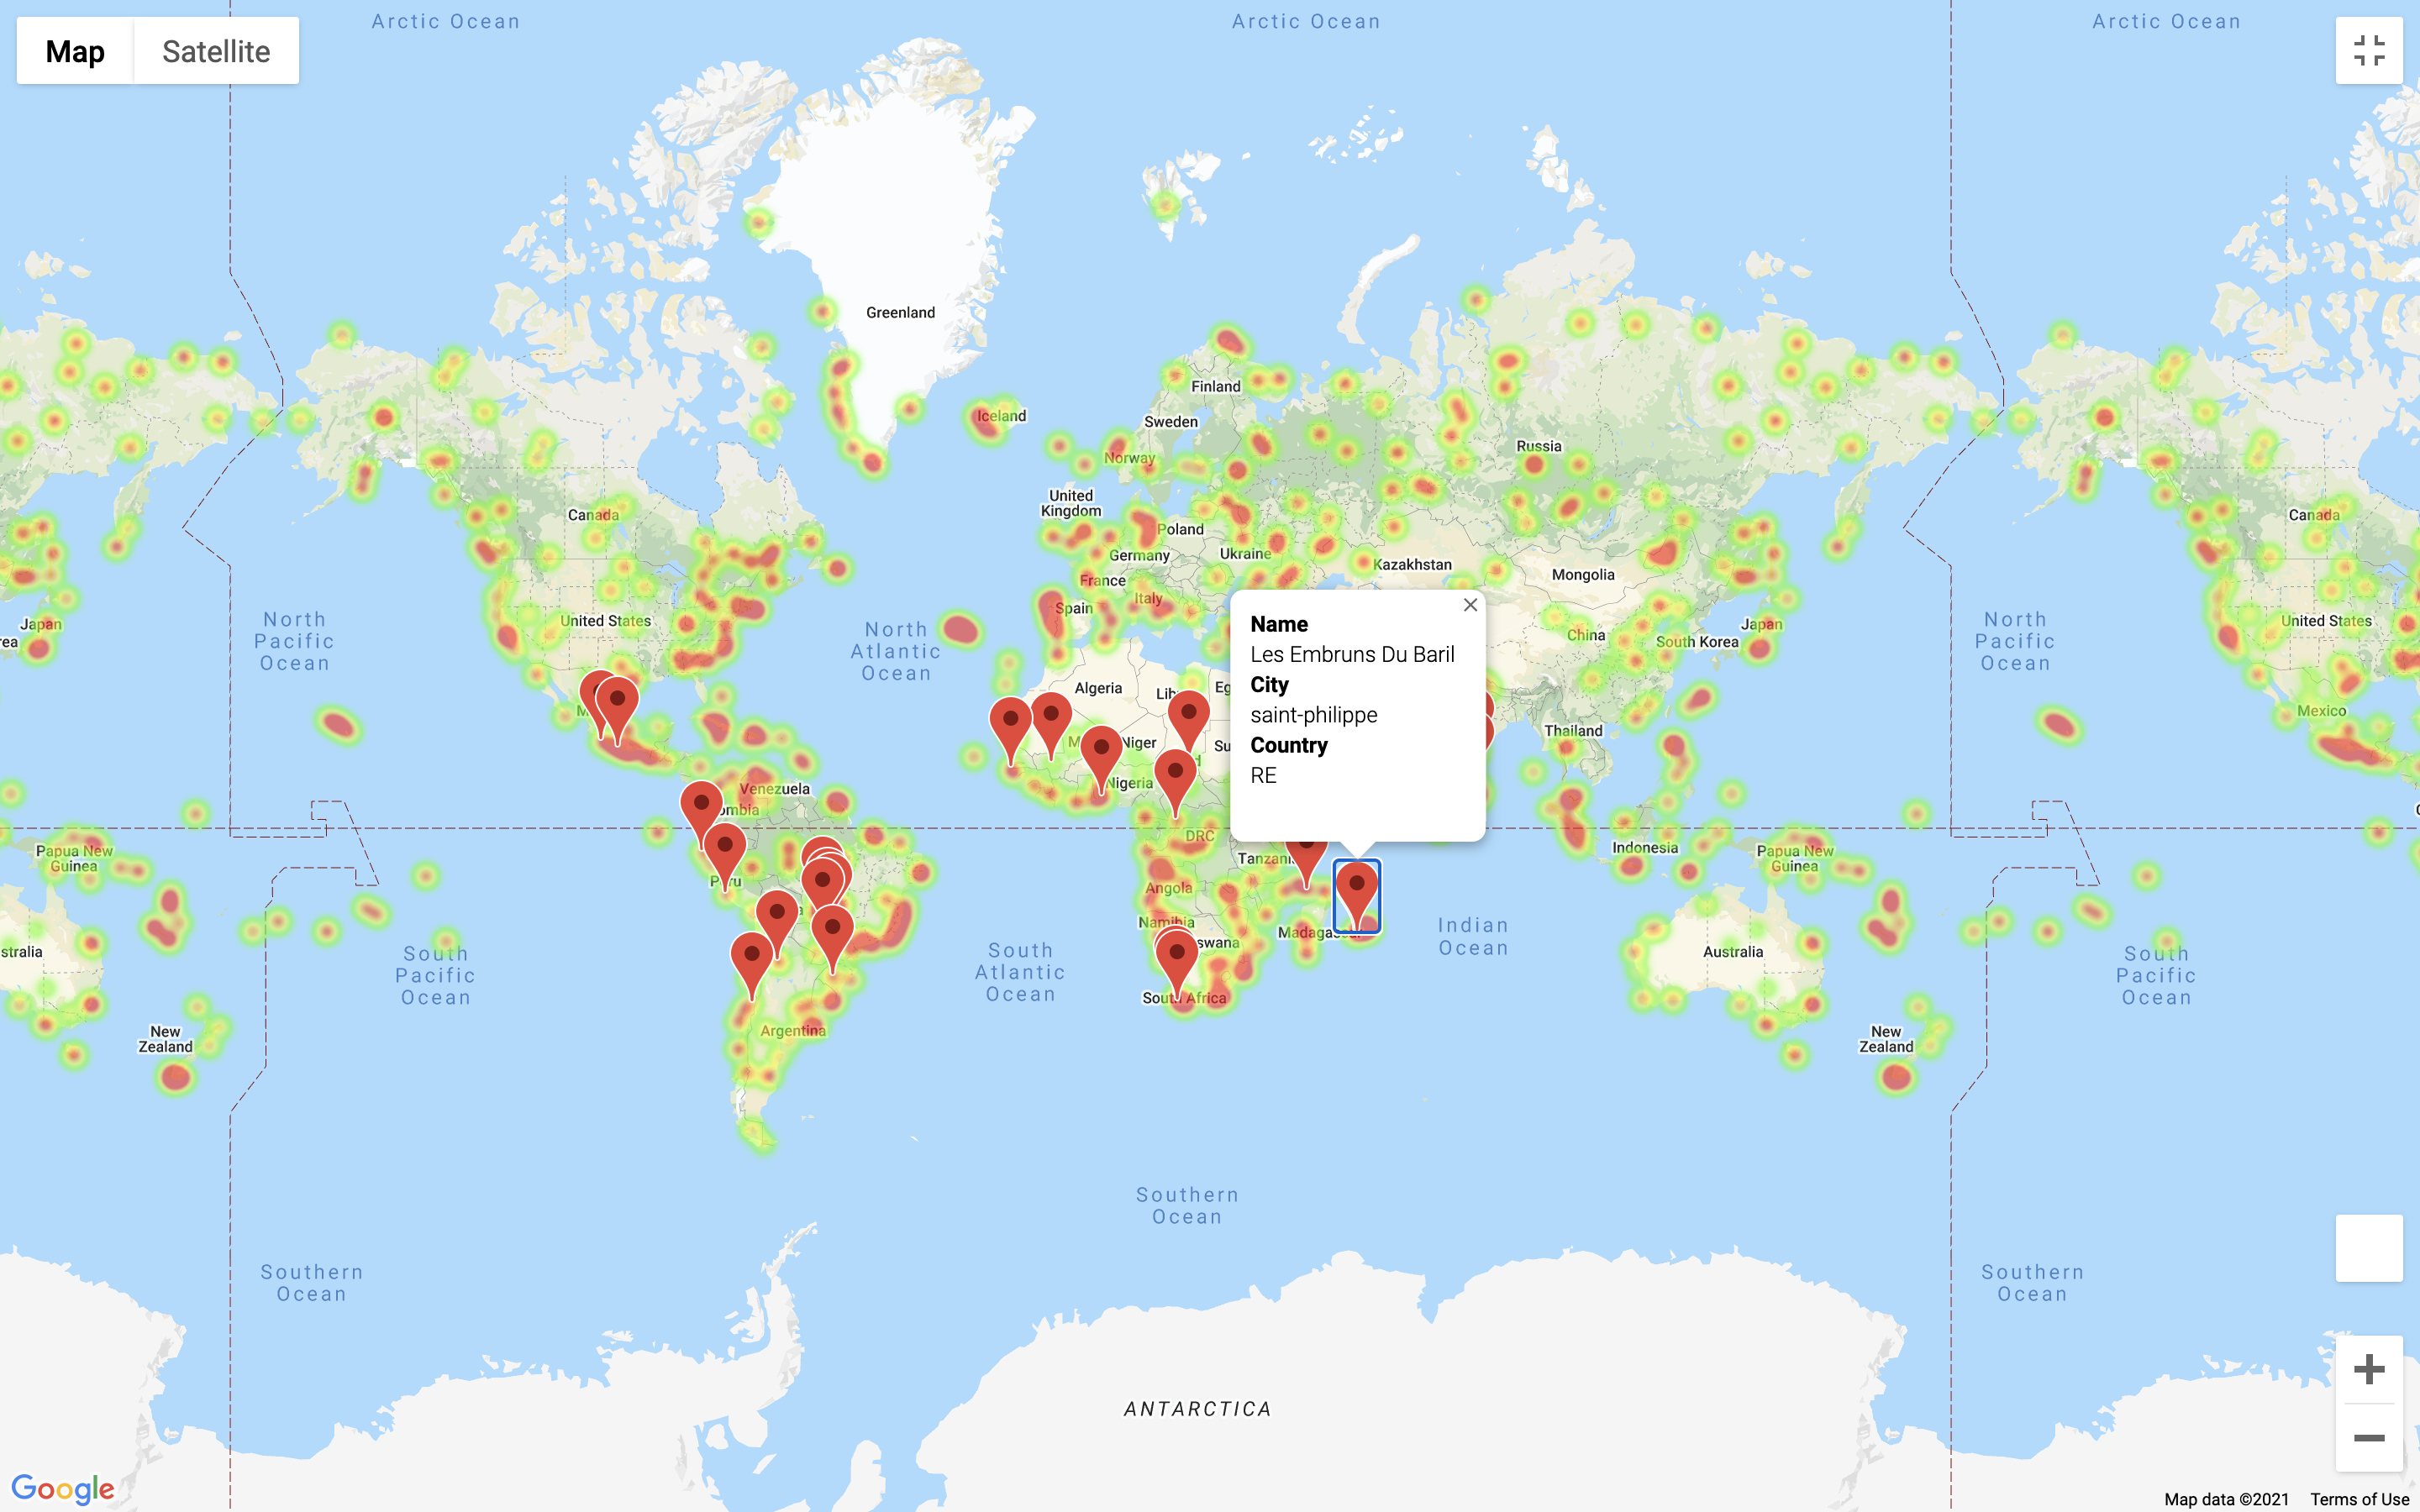 Arctic Ocean
Arctic Ocean
Arctic Ocean
Map
Satellite
Greenland
Iceland
Finland
Sweden
Norway
Russia
United
Kingdom
Canada
Canada
Poland
Germany
Ukraine
Kazakhstan
France
Mongolia
Italy
Spain
United States
United States
North
Pacific
Ocean
North
Atlantic
Ocean
North
Pacific
Ocean
Japan
rea
China
South Korea
Japan
Name
Les Embruns Du Baril
City
saint-philippe
Country
RE
Algeria
Lib
Eg
M
Mexico
M
Niger
Su
Thailand
Nigeria
Venezuela
ombia
DRC
Tanzania
Indonesia
Papua New
Guinea
Papua New
Guinea
Peru
Angola
Namibia
swana
Madagascar
Indian
Ocean
stralia
Australia
South
Pacific
Ocean
South
Atlantic
Ocean
South
Pacific
Ocean
South Africa
Argentina
New
Zealand
New
Zealand
Southern
Ocean
Southern
Ocean
Southern
Ocean
ANTARCTICA
Google
Map data ©2021
Terms of Use